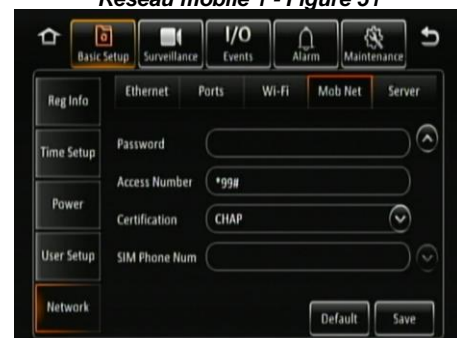 Réseau mobile 1 - Figure 31
Basic Setup Surveillance I/O Events Alarm Maintenance
Reg Info Ethernet Ports Wi-Fi Mob Net Server
Time Setup Password
Access Number *99#
Power Certification CHAP
User Setup SIM Phone Num
Network Default Save